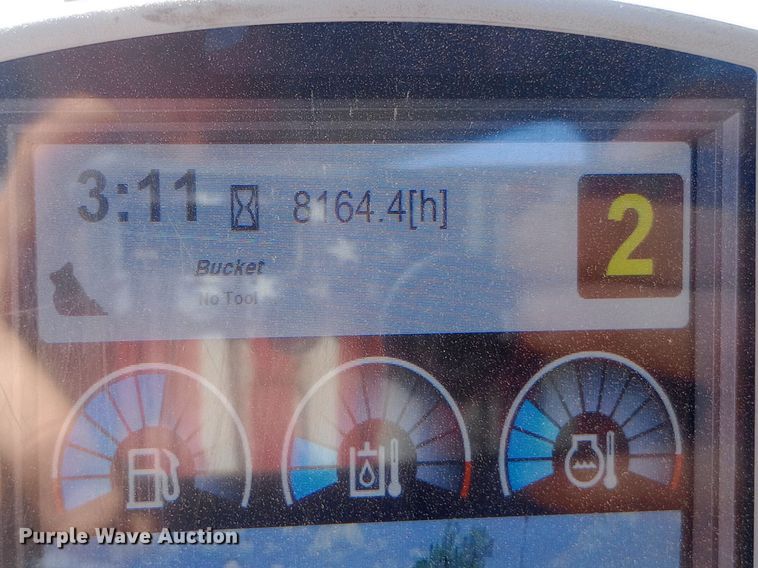 3:11 8164.4[h]
2
Bucket
No Tool
Purple Wave Auction®